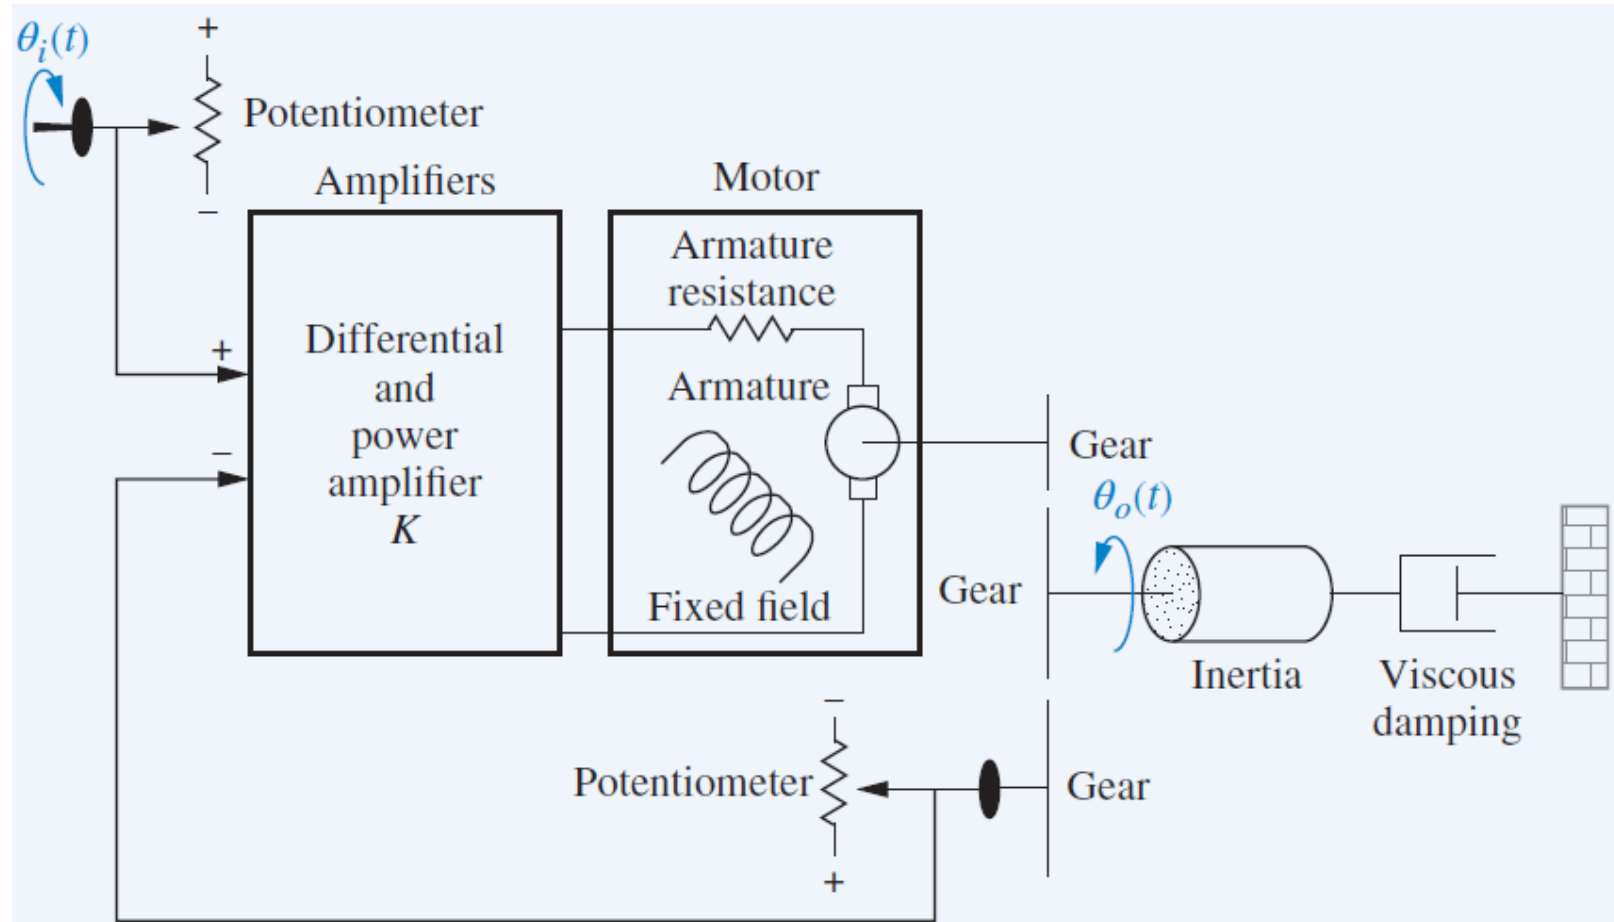 θi(t)
+
Potentiometer
−
Amplifiers
Motor
+
−
Differential
and
power
amplifier
K
Armature
resistance
Armature
Fixed field
Gear
θo(t)
Gear
Inertia
Viscous
damping
−
Potentiometer
+
Gear